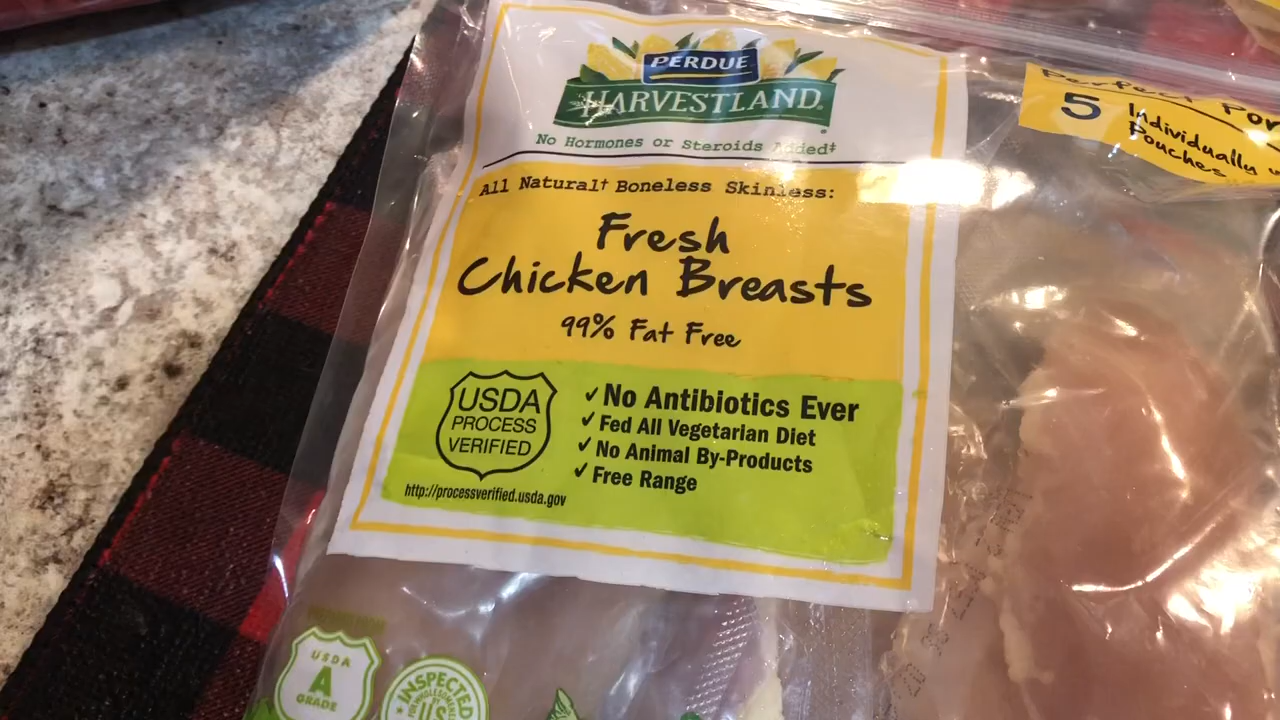 PERDUE
HARVESTLAND®
No Hormones or Steroids Added‡
All Natural† Boneless Skinless:
Fresh
Chicken Breasts
99% Fat Free
USDA
PROCESS
VERIFIED
http://processverified.usda.gov
✓ No Antibiotics Ever
✓ Fed All Vegetarian Diet
✓ No Animal By-Products
✓ Free Range
Perfect
5 Individually
Pouches
USDA
A
GRADE
INSPECTED
U.S.